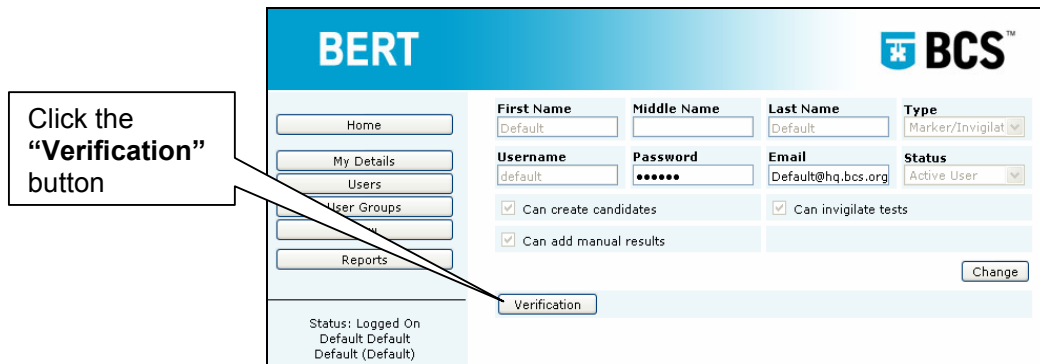 BERT
BCS™
Click the
“Verification”
button
Home
My Details
Users
User Groups
Reports
Status: Logged On
Default Default
Default (Default)
First Name Middle Name Last Name Type
Default Default Marker/Invigilat
Username Password Email Status
default •••••• Default@hq.bcs.org Active User
Can create candidates Can invigilate tests
Can add manual results
Change
Verification